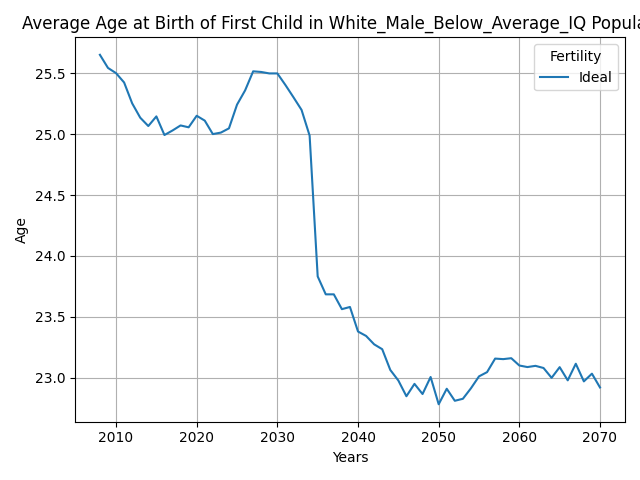 Average Age at Birth of First Child in White_Male_Below_Average_IQ Popula
Fertility
Ideal
25.5
25.0
24.5
24.0
23.5
23.0
Age
2010 2020 2030 2040 2050 2060 2070
Years